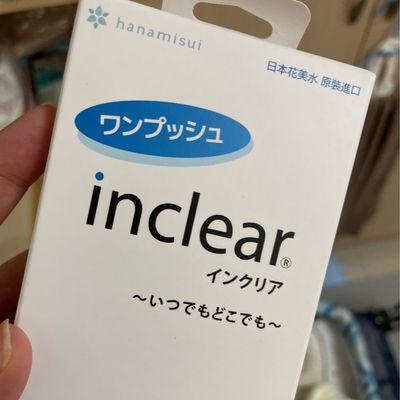 hanamisui
日本花美水 原裝進口
ワンプッシュ
inclear®
インクリア
~いつでもどこでも~